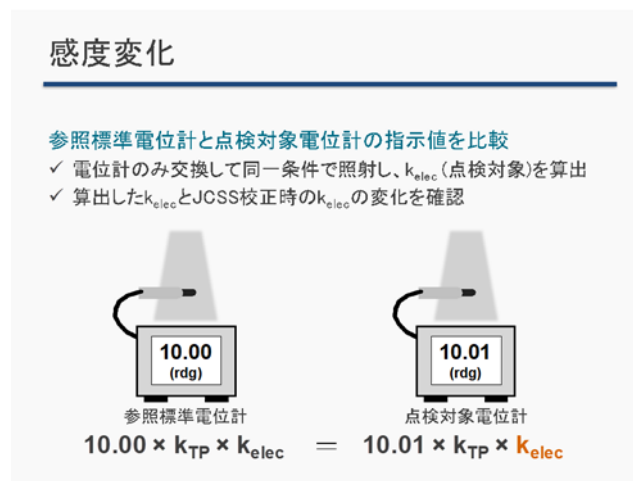 感度変化
参照標準電位計と点検対象電位計の指示値を比較
✓ 電位計のみ交換して同一条件で照射し、kelec(点検対象)を算出
✓ 算出したkelecとJCSS校正時のkelecの変化を確認
10.00
(rdg)
10.01
(rdg)
参照標準電位計
点検対象電位計
10.00 × kTP × kelec = 10.01 × kTP × kelec